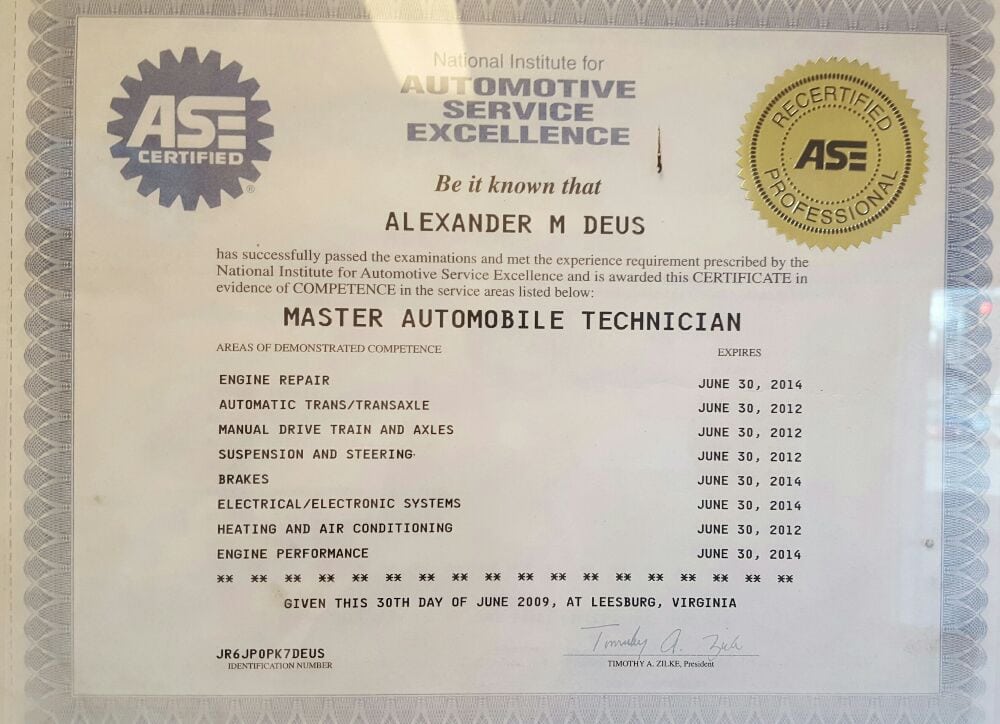 ASE
CERTIFIED
®
National Institute for
AUTOMOTIVE
SERVICE
EXCELLENCE
RECERTIFIED
ASE
PROFESSIONAL
Be it known that
ALEXANDER M DEUS
has successfully passed the examinations and met the experience requirement prescribed by the
National Institute for Automotive Service Excellence and is awarded this CERTIFICATE in
evidence of COMPETENCE in the service areas listed below:
MASTER AUTOMOBILE TECHNICIAN
AREAS OF DEMONSTRATED COMPETENCE EXPIRES
ENGINE REPAIR JUNE 30, 2014
AUTOMATIC TRANS/TRANSAXLE JUNE 30, 2012
MANUAL DRIVE TRAIN AND AXLES JUNE 30, 2012
SUSPENSION AND STEERING JUNE 30, 2012
BRAKES JUNE 30, 2014
ELECTRICAL/ELECTRONIC SYSTEMS JUNE 30, 2014
HEATING AND AIR CONDITIONING JUNE 30, 2012
ENGINE PERFORMANCE JUNE 30, 2014
** ** ** ** ** ** ** ** ** ** ** ** ** ** ** ** ** **
GIVEN THIS 30TH DAY OF JUNE 2009, AT LEESBURG, VIRGINIA
Timothy A. Zilke
JR6JP0PK7DEUS
IDENTIFICATION NUMBER
TIMOTHY A. ZILKE, President